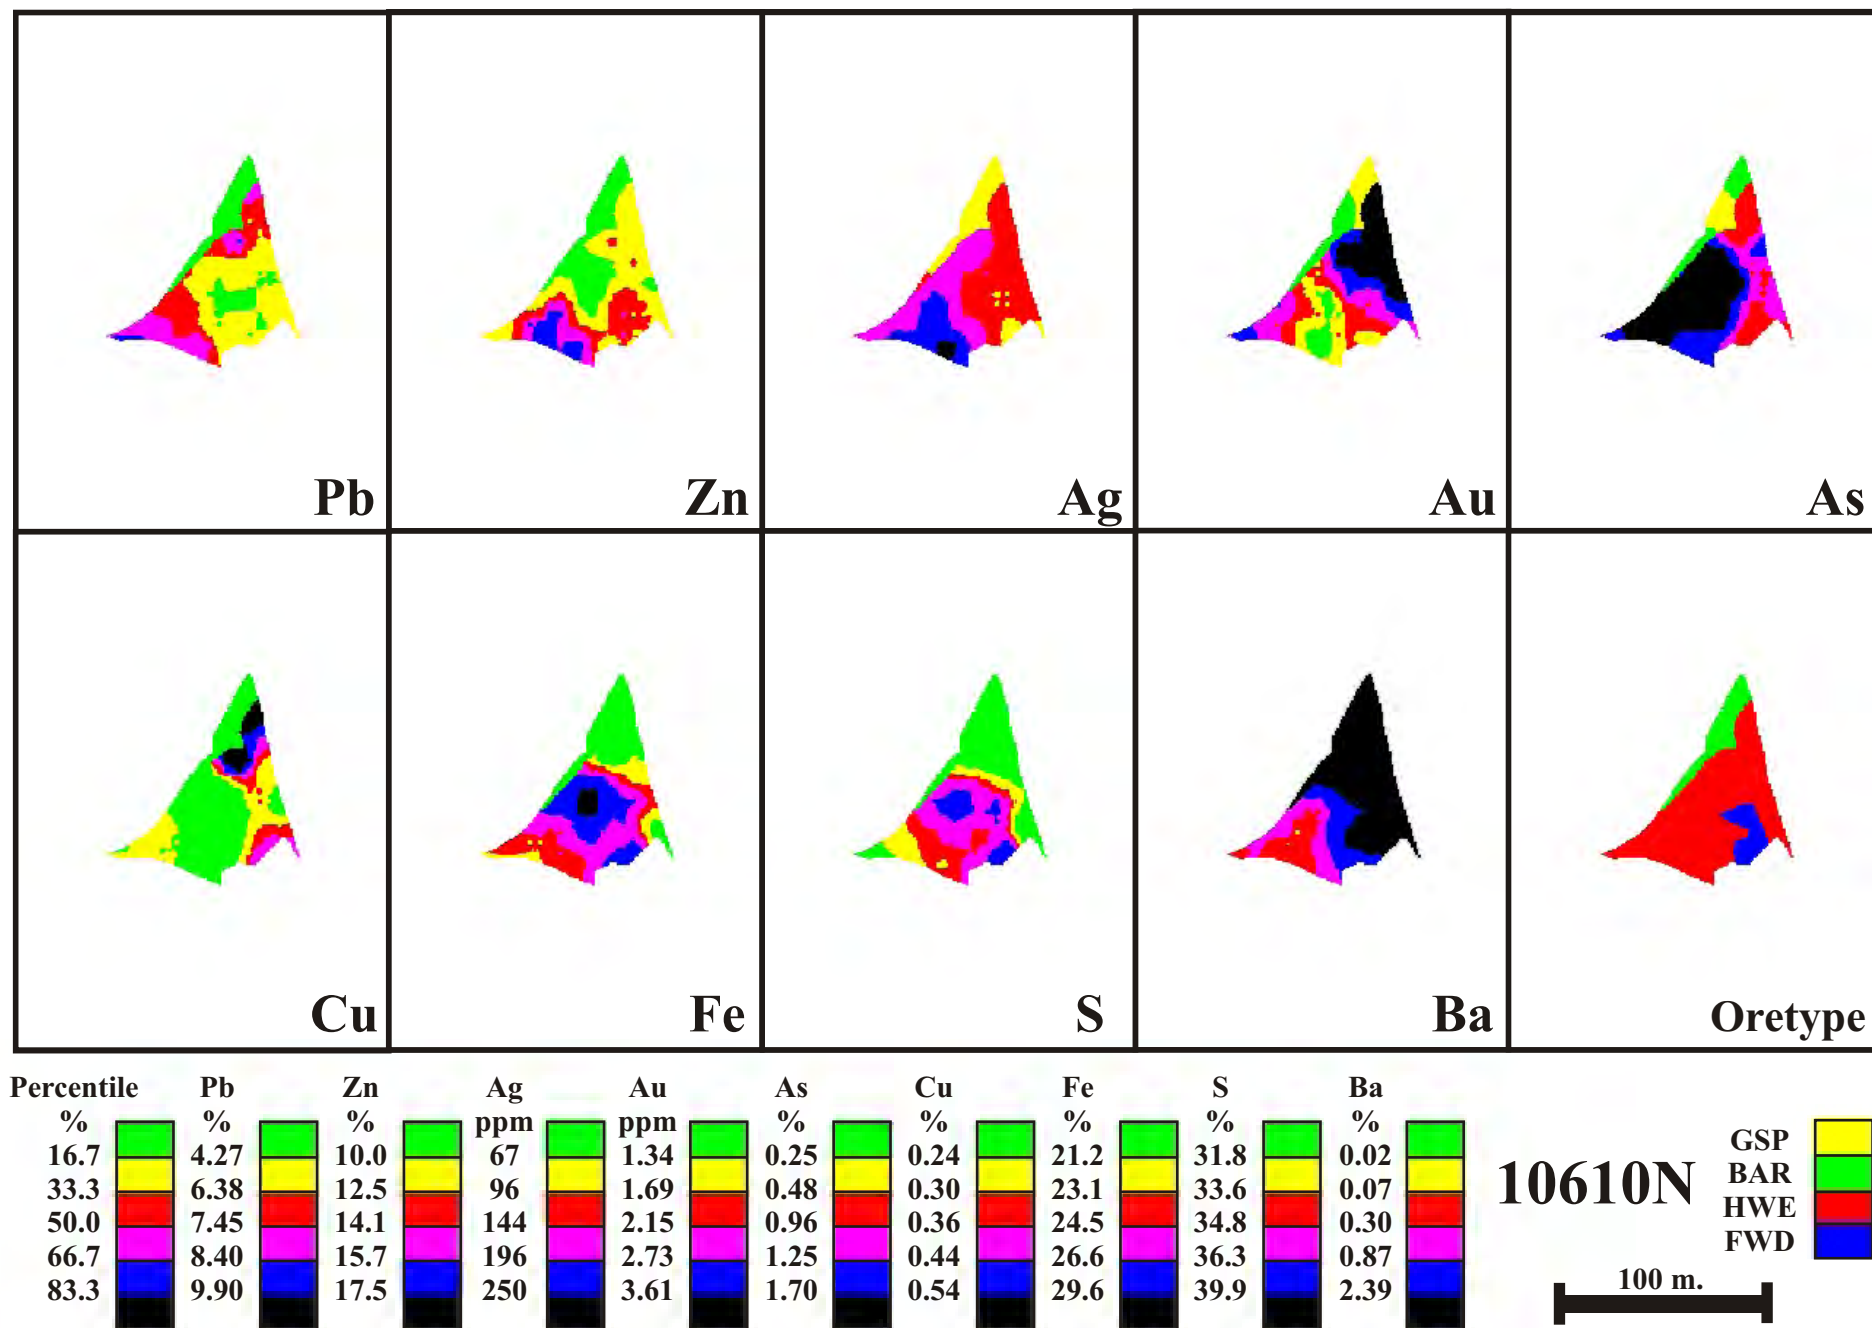 Pb Zn Ag Au As
Cu Fe S Ba Oretype
Percentile Pb Zn Ag Au As Cu Fe S Ba
% % % ppm ppm % % % % %
16.7 4.27 10.0 67 1.34 0.25 0.24 21.2 31.8 0.02
33.3 6.38 12.5 96 1.69 0.48 0.30 23.1 33.6 0.07
50.0 7.45 14.1 144 2.15 0.96 0.36 24.5 34.8 0.30
66.7 8.40 15.7 196 2.73 1.25 0.44 26.6 36.3 0.87
83.3 9.90 17.5 250 3.61 1.70 0.54 29.6 39.9 2.39
10610N
GSP
BAR
HWE
FWD
100 m.